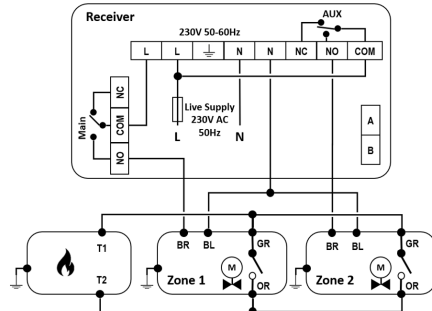 Receiver
AUX
230V 50-60Hz
L L N N NC NO COM
NC
COM
NO
Main
Live Supply
230V AC
50Hz
L N
A
B
T1
T2
BR BL GR
M
Zone 1
OR
BR BL GR
M
Zone 2
OR